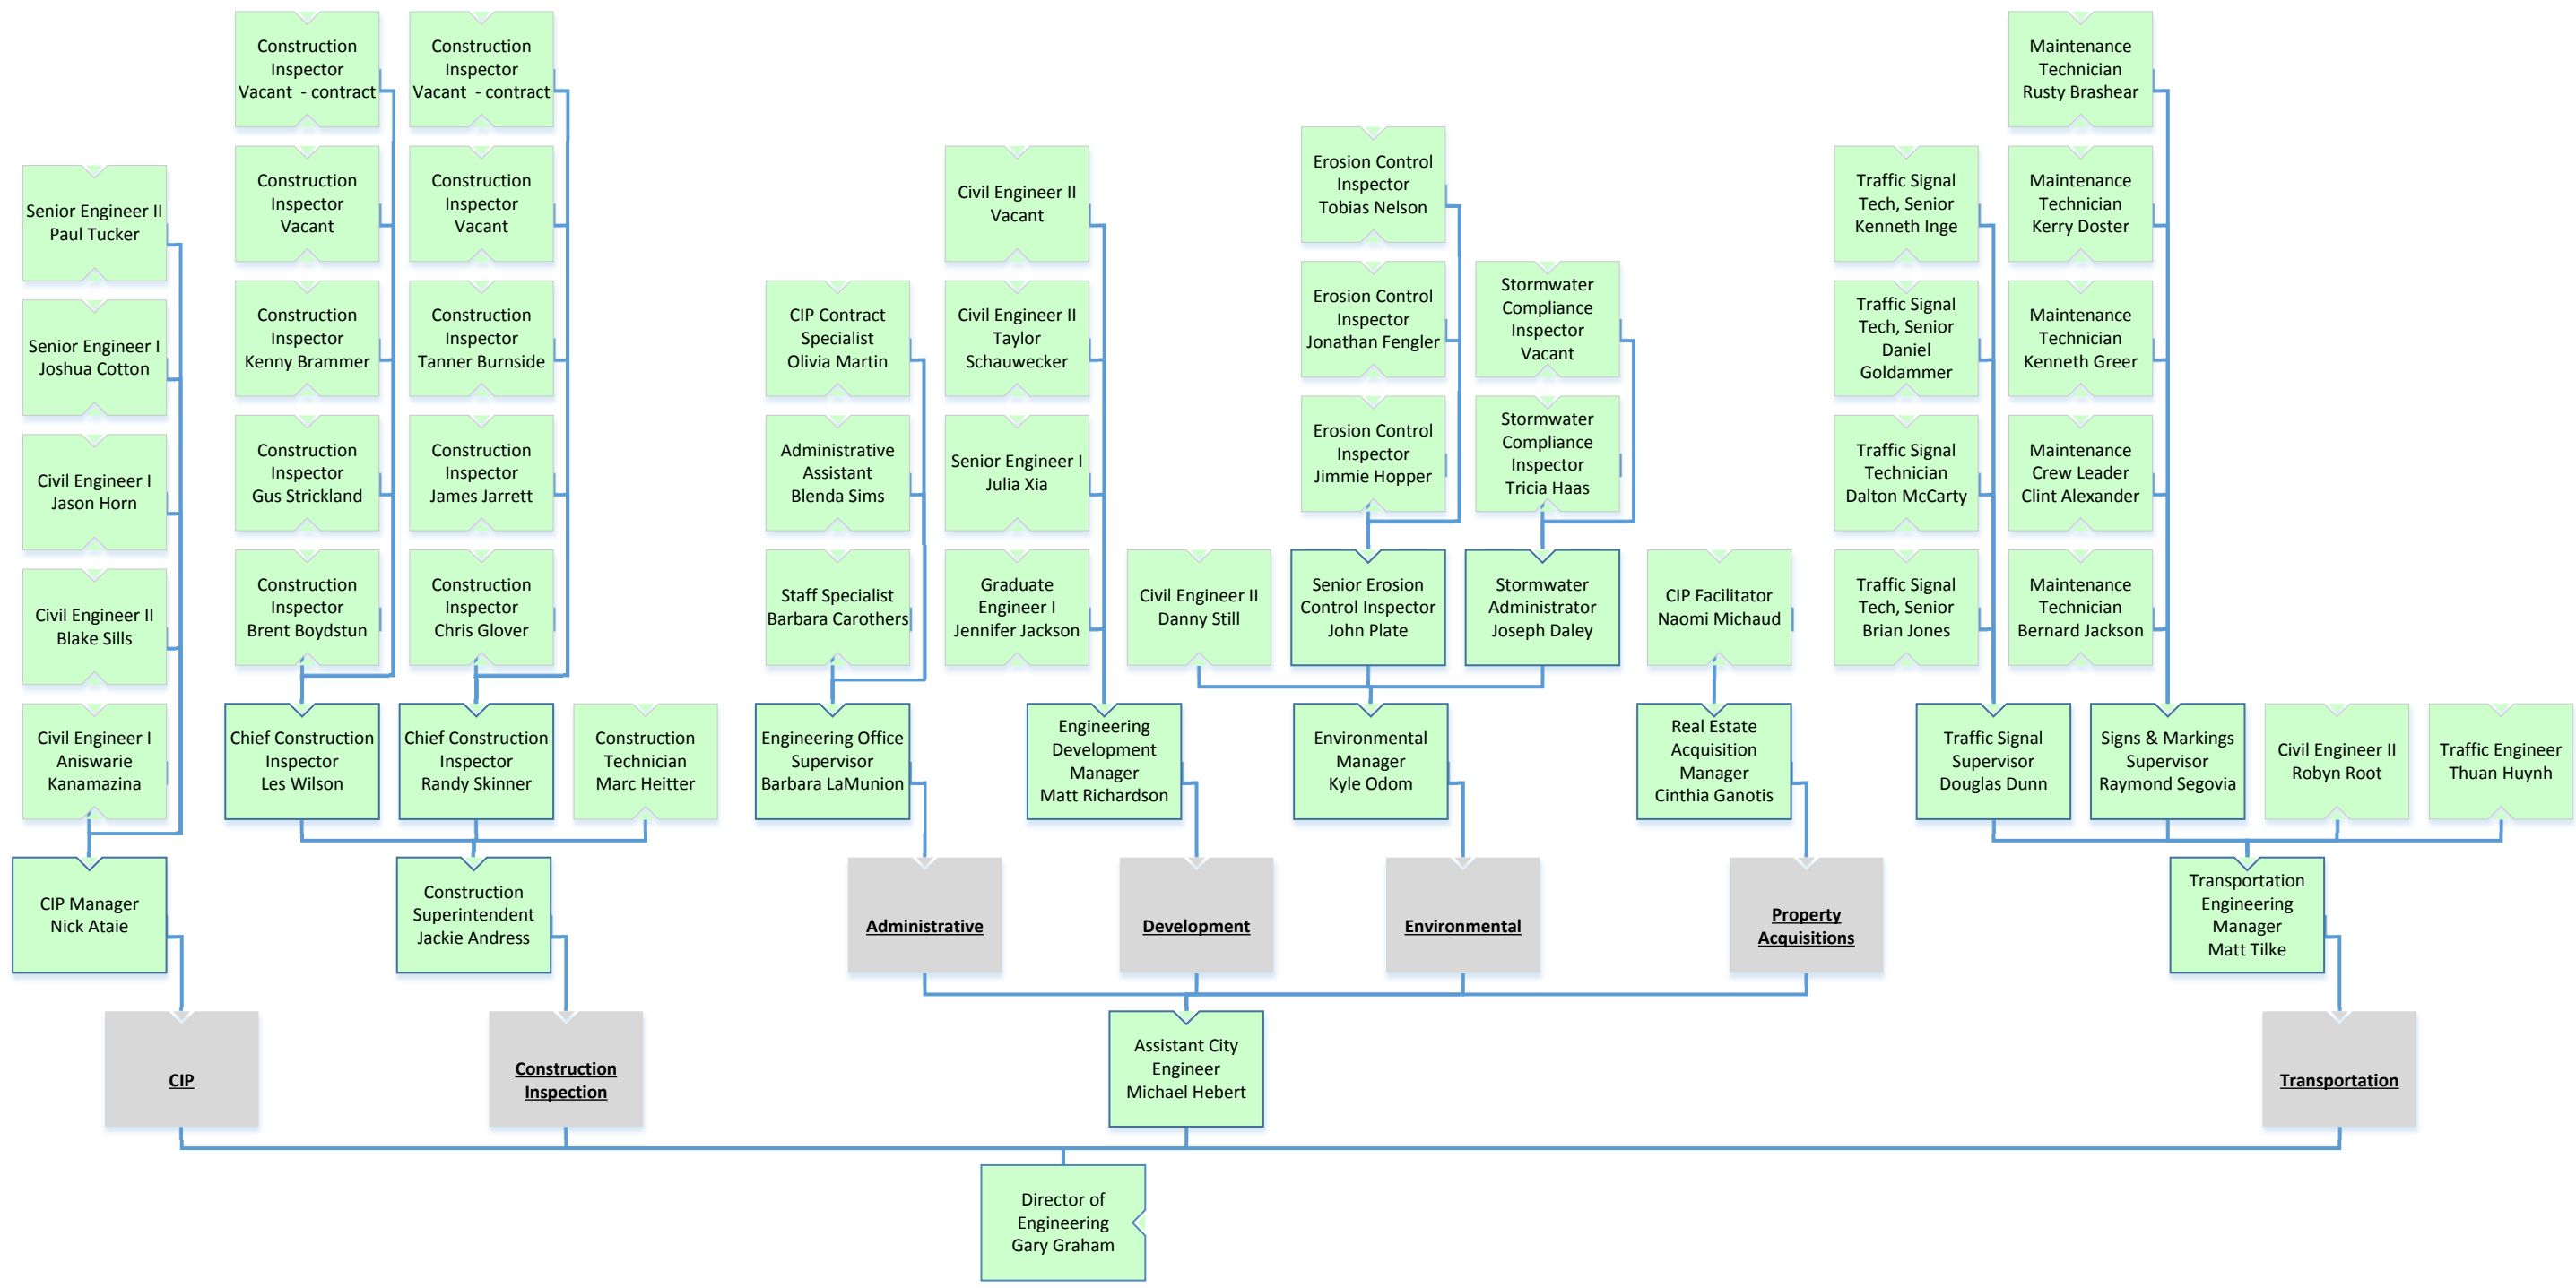 Construction
Inspector
Vacant  - contract
Construction
Inspector
Vacant  - contract
Maintenance
Technician
Rusty Brashear
Senior Engineer II
Paul Tucker
Construction
Inspector
Vacant
Construction
Inspector
Vacant
Civil Engineer II
Vacant
Erosion Control
Inspector
Tobias Nelson
Traffic Signal
Tech, Senior
Kenneth Inge
Maintenance
Technician
Kerry Doster
Senior Engineer I
Joshua Cotton
Construction
Inspector
Kenny Brammer
Construction
Inspector
Tanner Burnside
CIP Contract
Specialist
Olivia Martin
Civil Engineer II
Taylor
Schauwecker
Erosion Control
Inspector
Jonathan Fengler
Stormwater
Compliance
Inspector
Vacant
Traffic Signal
Tech, Senior
Daniel
Goldammer
Maintenance
Technician
Kenneth Greer
Civil Engineer I
Jason Horn
Construction
Inspector
Gus Strickland
Construction
Inspector
James Jarrett
Administrative
Assistant
Blenda Sims
Senior Engineer I
Julia Xia
Erosion Control
Inspector
Jimmie Hopper
Stormwater
Compliance
Inspector
Tricia Haas
Traffic Signal
Technician
Dalton McCarty
Maintenance
Crew Leader
Clint Alexander
Civil Engineer II
Blake Sills
Construction
Inspector
Brent Boydstun
Construction
Inspector
Chris Glover
Staff Specialist
Barbara Carothers
Graduate
Engineer I
Jennifer Jackson
Civil Engineer II
Danny Still
Senior Erosion
Control Inspector
John Plate
Stormwater
Administrator
Joseph Daley
CIP Facilitator
Naomi Michaud
Traffic Signal
Tech, Senior
Brian Jones
Maintenance
Technician
Bernard Jackson
Civil Engineer I
Aniswarie
Kanamazina
Chief Construction
Inspector
Les Wilson
Chief Construction
Inspector
Randy Skinner
Construction
Technician
Marc Heitter
Engineering Office
Supervisor
Barbara LaMunion
Engineering
Development
Manager
Matt Richardson
Environmental
Manager
Kyle Odom
Real Estate
Acquisition
Manager
Cinthia Ganotis
Traffic Signal
Supervisor
Douglas Dunn
Signs & Markings
Supervisor
Raymond Segovia
Civil Engineer II
Robyn Root
Traffic Engineer
Thuan Huynh
CIP Manager
Nick Ataie
Construction
Superintendent
Jackie Andress
Administrative
Development
Environmental
Property
Acquisitions
Transportation
Engineering
Manager
Matt Tilke
CIP
Construction
Inspection
Assistant City
Engineer
Michael Hebert
Transportation
Director of
Engineering
Gary Graham